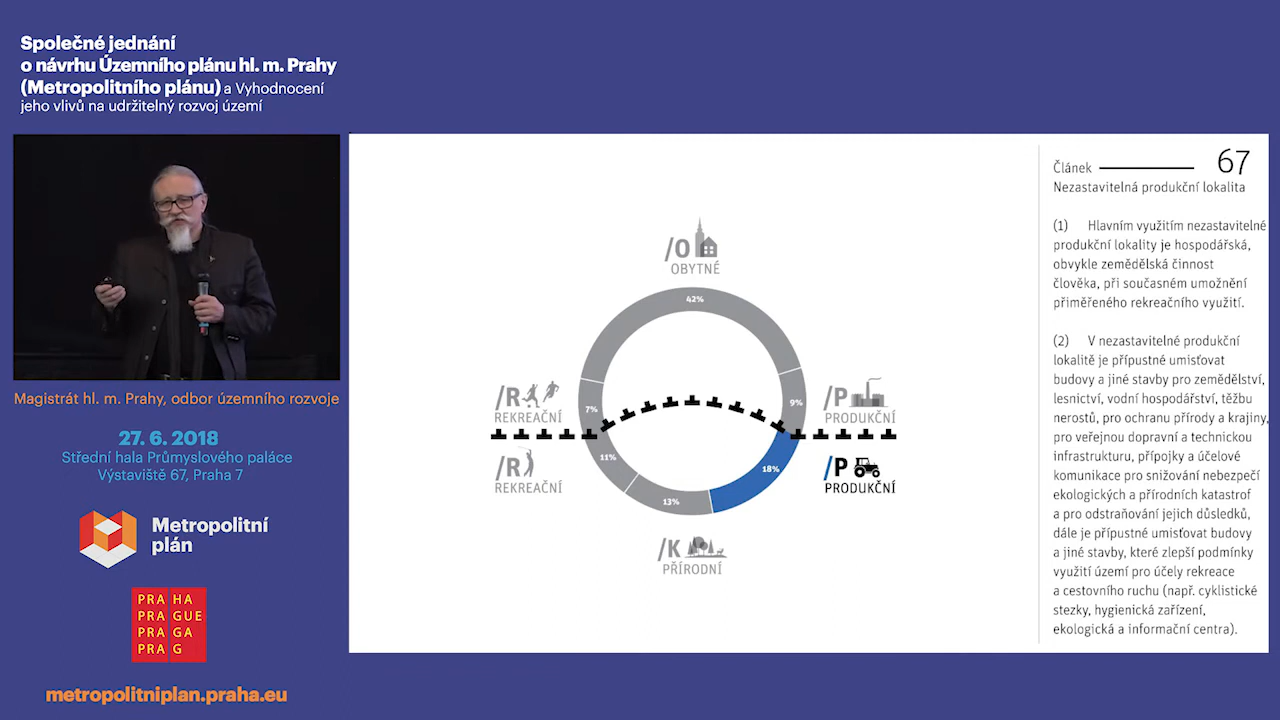 Společné jednání
o návrhu Územního plánu hl. m. Prahy
(Metropolitního plánu) a Vyhodnocení
jeho vlivů na udržitelný rozvoj území
Magistrát hl. m. Prahy, odbor územního rozvoje
27. 6. 2018
Střední hala Průmyslového paláce
Výstaviště 67, Praha 7
Metropolitní
plán
PRA HA
PRA GUE
PRA GA
PRA G
metropolitniplan.praha.eu
/O
OBYTNÉ
42%
/R
REKREAČNÍ
7%
9%
/P
PRODUKČNÍ
/R
REKREAČNÍ
11%
18%
/P
PRODUKČNÍ
13%
/K
PŘÍRODNÍ
Článek 67
Nezastavitelná produkční lokalita
(1) Hlavním využitím nezastavitelné
produkční lokality je hospodářská,
obvykle zemědělská činnost
člověka, při současném umožnění
přiměřeného rekreačního využití.
(2) V nezastavitelné produkční
lokalitě je přípustné umisťovat
budovy a jiné stavby pro zemědělství,
lesnictví, vodní hospodářství, těžbu
nerostů, pro ochranu přírody a krajiny,
pro veřejnou dopravní a technickou
infrastrukturu, přípojky a účelové
komunikace pro snižování nebezpečí
ekologických a přírodních katastrof
a pro odstraňování jejich důsledků,
dále je přípustné umisťovat budovy
a jiné stavby, které zlepší podmínky
využití území pro účely rekreace
a cestovního ruchu (např. cyklistické
stezky, hygienická zařízení,
ekologická a informační centra).